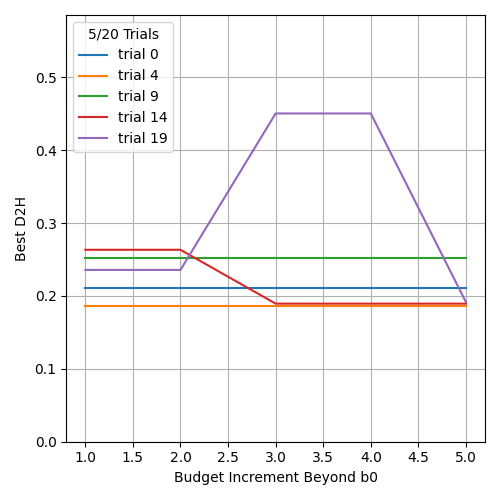 5/20 Trials
trial 0
trial 4
trial 9
trial 14
trial 19
Best D2H
0.5
0.4
0.3
0.2
0.1
0.0
1.0 1.5 2.0 2.5 3.0 3.5 4.0 4.5 5.0
Budget Increment Beyond b0